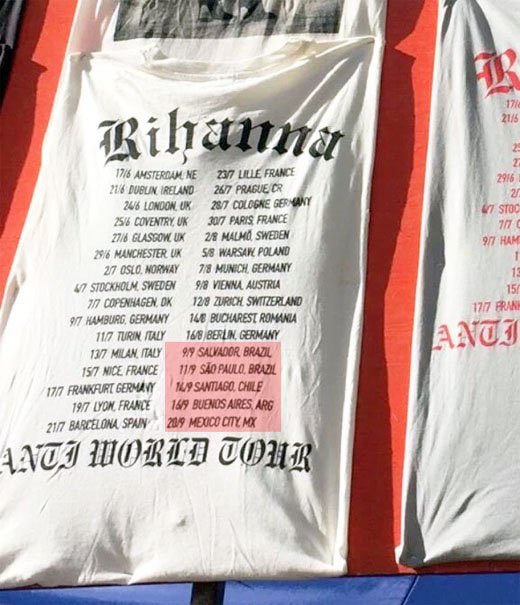 Rihanna
17/6 AMSTERDAM, NE
21/6 DUBLIN, IRELAND
24/6 LONDON, UK
25/6 COVENTRY, UK
27/6 GLASGOW, UK
29/6 MANCHESTER, UK
2/7 OSLO, NORWAY
4/7 STOCKHOLM, SWEDEN
7/7 COPENHAGEN, DK
9/7 HAMBURG, GERMANY
11/7 TURIN, ITALY
13/7 MILAN, ITALY
15/7 NICE, FRANCE
17/7 FRANKFURT, GERMANY
19/7 LYON, FRANCE
21/7 BARCELONA, SPAIN
23/7 LILLE, FRANCE
26/7 PRAGUE, CR
28/7 COLOGNE, GERMANY
30/7 PARIS, FRANCE
2/8 MALMÖ, SWEDEN
5/8 WARSAW, POLAND
7/8 MUNICH, GERMANY
9/8 VIENNA, AUSTRIA
12/8 ZURICH, SWITZERLAND
14/8 BUCHAREST, ROMANIA
16/8 BERLIN, GERMANY
9/9 SALVADOR, BRAZIL
11/9 SÃO PAULO, BRAZIL
14/9 SANTIAGO, CHILE
16/9 BUENOS AIRES, ARG
20/9 MEXICO CITY, MX
ANTI WORLD TOUR